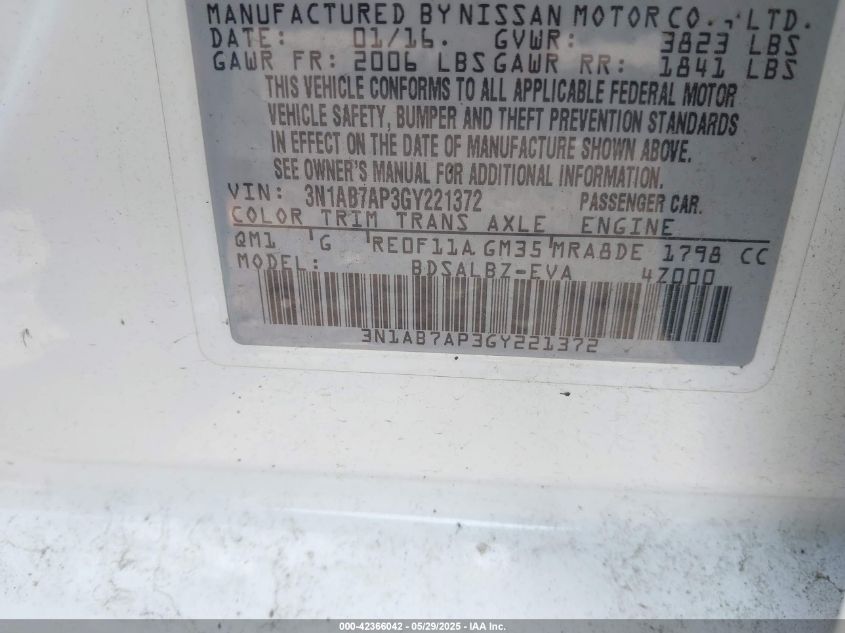 MANUFACTURED BY NISSAN MOTOR CO., LTD.
DATE: 01/16. GVWR: 3823 LBS
GAWR FR: 2006 LBS GAWR RR: 1841 LBS
THIS VEHICLE CONFORMS TO ALL APPLICABLE FEDERAL MOTOR
VEHICLE SAFETY, BUMPER AND THEFT PREVENTION STANDARDS
IN EFFECT ON THE DATE OF MANUFACTURE SHOWN ABOVE.
SEE OWNER'S MANUAL FOR ADDITIONAL INFORMATION.
VIN: 3N1AB7AP3GY221372 PASSENGER CAR.
COLOR TRIM TRANS AXLE ENGINE
QM1 G RE0F11A GM35 MRA8DE 1798 CC
MODEL: BDSALBZ-EVA 4Z000
3N1AB7AP3GY221372
000-42366042 - 05/29/2025 - IAA Inc.